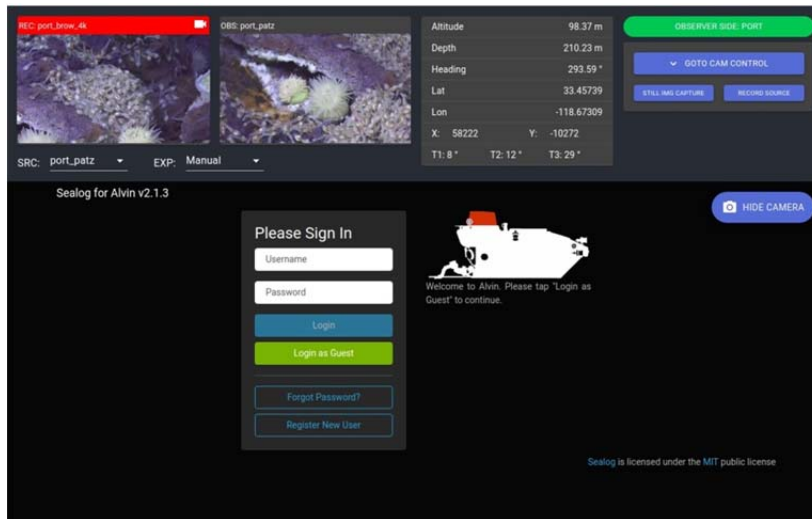 REC: port_brow_4k
OBS: port_patz
SRC: port_patz
EXP: Manual
Altitude 98.37 m
Depth 210.23 m
Heading 293.59 °
Lat 33.45739
Lon -118.67309
X: 58222 Y: -10272
T1: 8 ° T2: 12 ° T3: 29 °
OBSERVER SIDE: PORT
GOTO CAM CONTROL
STILL IMG CAPTURE
RECORD SOURCE
Sealog for Alvin v2.1.3
HIDE CAMERA
Please Sign In
Username
Password
Login
Login as Guest
Forgot Password?
Register New User
Welcome to Alvin. Please tap "Login as
Guest" to continue.
Sealog is licensed under the MIT public license